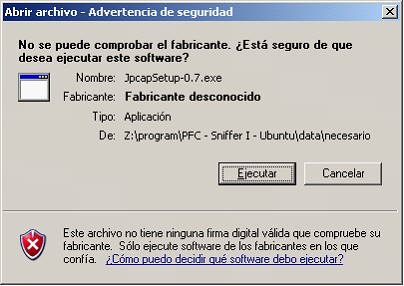 Abrir archivo - Advertencia de seguridad
No se puede comprobar el fabricante. ¿Está seguro de que
desea ejecutar este software?
Nombre: JpcapSetup-0.7.exe
Fabricante: Fabricante desconocido
Tipo: Aplicación
De: Z:\program\PFC - Sniffer I - Ubuntu\data\necesario
Ejecutar Cancelar
Este archivo no tiene ninguna firma digital válida que compruebe su
fabricante. Sólo ejecute software de los fabricantes en los que
confía. ¿Cómo puedo decidir qué software debo ejecutar?